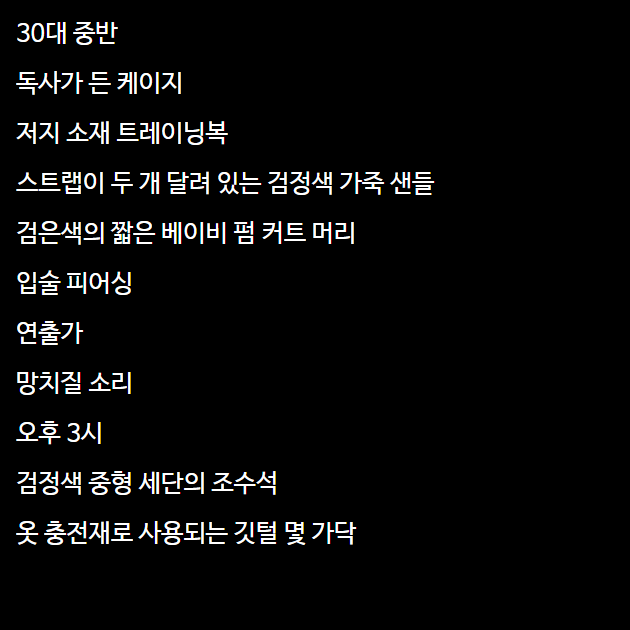 30대 중반
독사가 든 케이지
저지 소재 트레이닝복
스트랩이 두 개 달려 있는 검정색 가죽 샌들
검은색의 짧은 베이비 펌 커트 머리
입술 피어싱
연출가
망치질 소리
오후 3시
검정색 중형 세단의 조수석
옷 충전재로 사용되는 깃털 몇 가닥